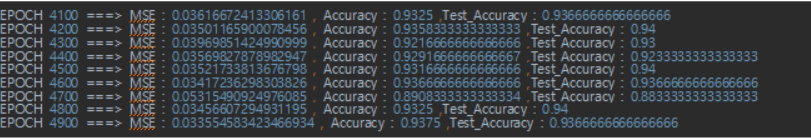 EPOCH 4100 ===> MSE : 0.03616672413306161 , Accuracy : 0.9325 ,Test_Accuracy : 0.9366666666666666
EPOCH 4200 ===> MSE : 0.03501165900078456 , Accuracy : 0.9358333333333333 ,Test_Accuracy : 0.94
EPOCH 4300 ===> MSE : 0.03969851424990999 , Accuracy : 0.9216666666666666 ,Test_Accuracy : 0.93
EPOCH 4400 ===> MSE : 0.03569827878982947 , Accuracy : 0.9291666666666667 ,Test_Accuracy : 0.9233333333333333
EPOCH 4500 ===> MSE : 0.03521733813676798 , Accuracy : 0.9316666666666666 ,Test_Accuracy : 0.94
EPOCH 4600 ===> MSE : 0.03417236298303826 , Accuracy : 0.9366666666666666 ,Test_Accuracy : 0.9366666666666666
EPOCH 4700 ===> MSE : 0.05315490924976085 , Accuracy : 0.8908333333333334 ,Test_Accuracy : 0.8833333333333333
EPOCH 4800 ===> MSE : 0.03456607294931195 , Accuracy : 0.9325 ,Test_Accuracy : 0.94
EPOCH 4900 ===> MSE : 0.033554583423466934 , Accuracy : 0.9375 ,Test_Accuracy : 0.9366666666666666